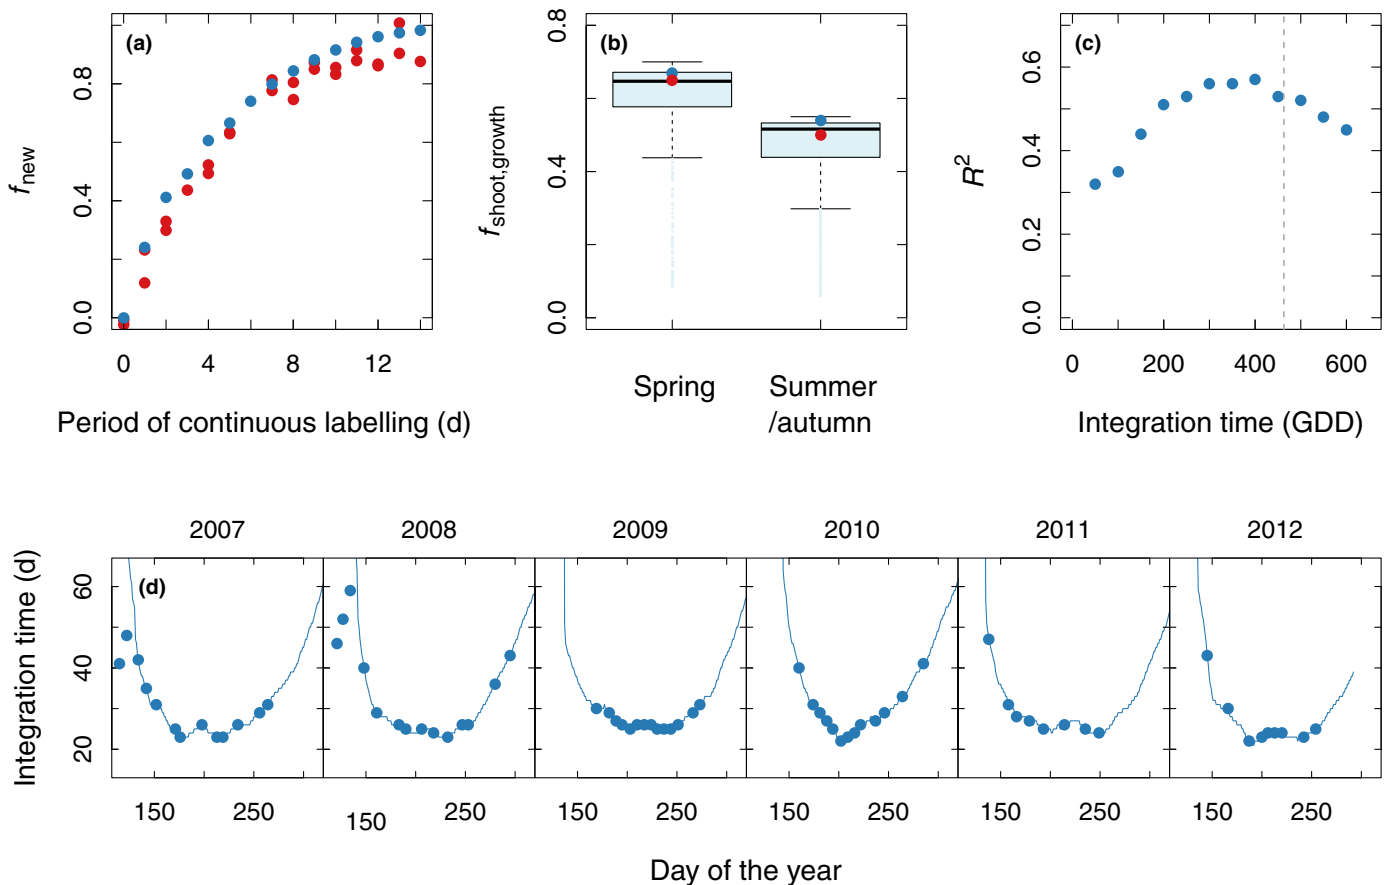 (a)
f new
0.0 0.4 0.8
0 4 8 12
Period of continuous labelling (d)
(b)
f shoot,growth
0.0 0.4 0.8
Spring
Summer
/autumn
(c)
R²
0.0 0.2 0.4 0.6
0 200 400 600
Integration time (GDD)
2007 2008 2009 2010 2011 2012
(d)
Integration time (d)
20 40 60
150 250 150 250 150 250 150 250 150 250 150 250
Day of the year